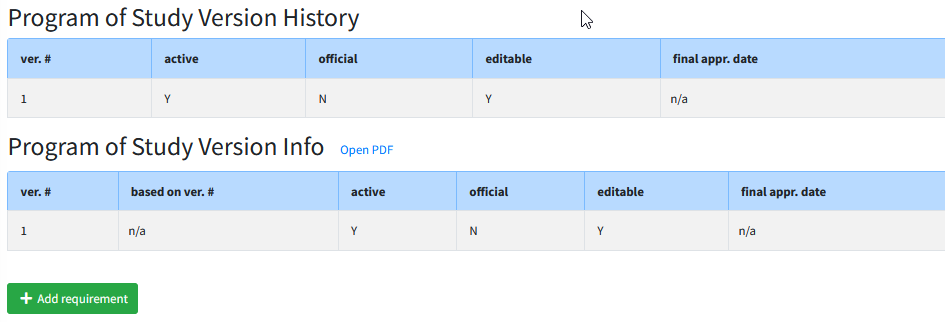 Program of Study Version History
ver. # active official editable final appr. date
1 Y N Y n/a
Program of Study Version Info Open PDF
ver. # based on ver. # active official editable final appr. date
1 n/a Y N Y n/a
+ Add requirement